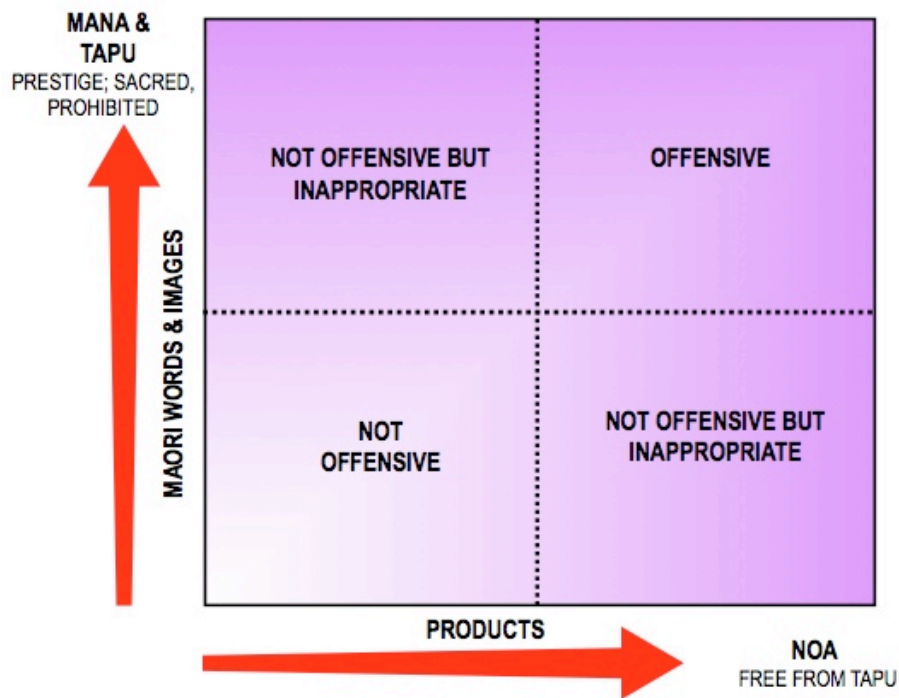 MANA &
TAPU
PRESTIGE; SACRED,
PROHIBITED
MAORI WORDS & IMAGES
NOT OFFENSIVE BUT
INAPPROPRIATE
OFFENSIVE
NOT
OFFENSIVE
NOT OFFENSIVE BUT
INAPPROPRIATE
PRODUCTS
NOA
FREE FROM TAPU